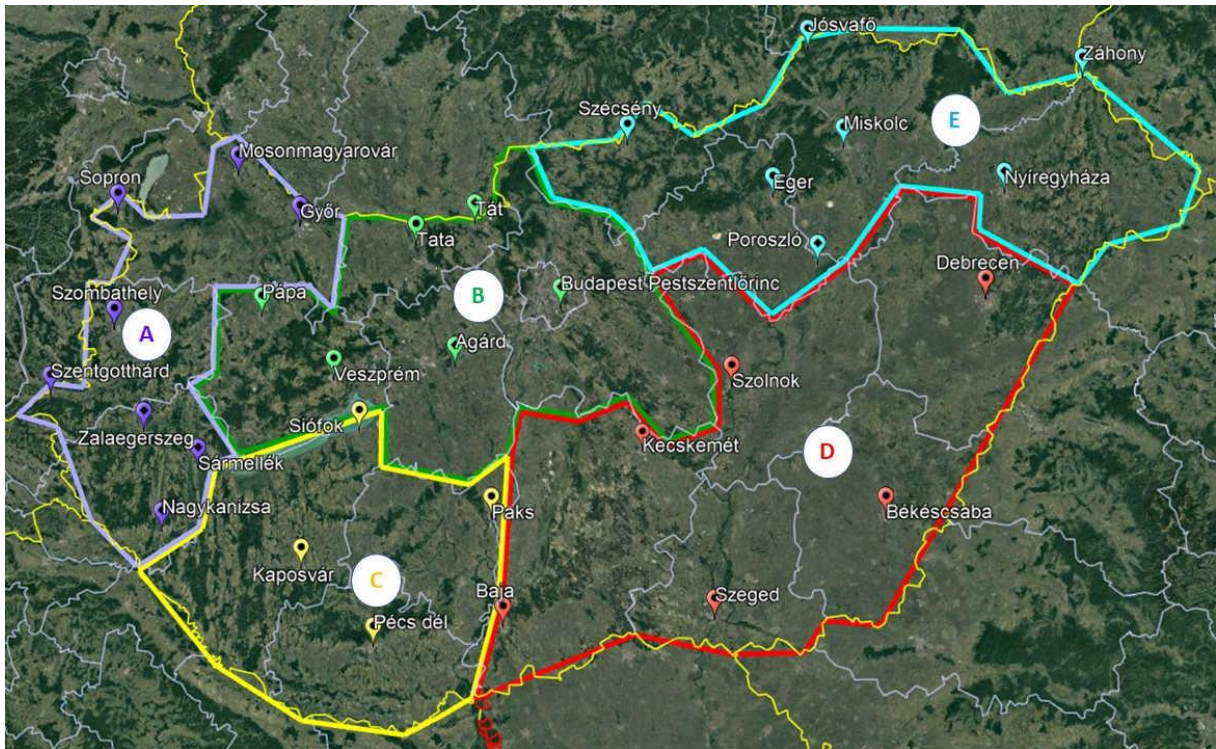 Jósvafő
Záhony
Szécsény
Miskolc
E
Mosonmagyarovár
Eger
Nyíregyháza
Sopron
Győr
Tát
Tata
Poroszló
Debrecen
Pápa
B
Budapest Pestszentlőrinc
Szombathely
A
Agárd
Veszprém
Szentgotthárd
Szolnok
Siófok
Zalaegerszeg
Kecskemét
D
Sármellék
Paks
Nagykanizsa
Békéscsaba
Kaposvár
C
Baja
Szeged
Pécs dél